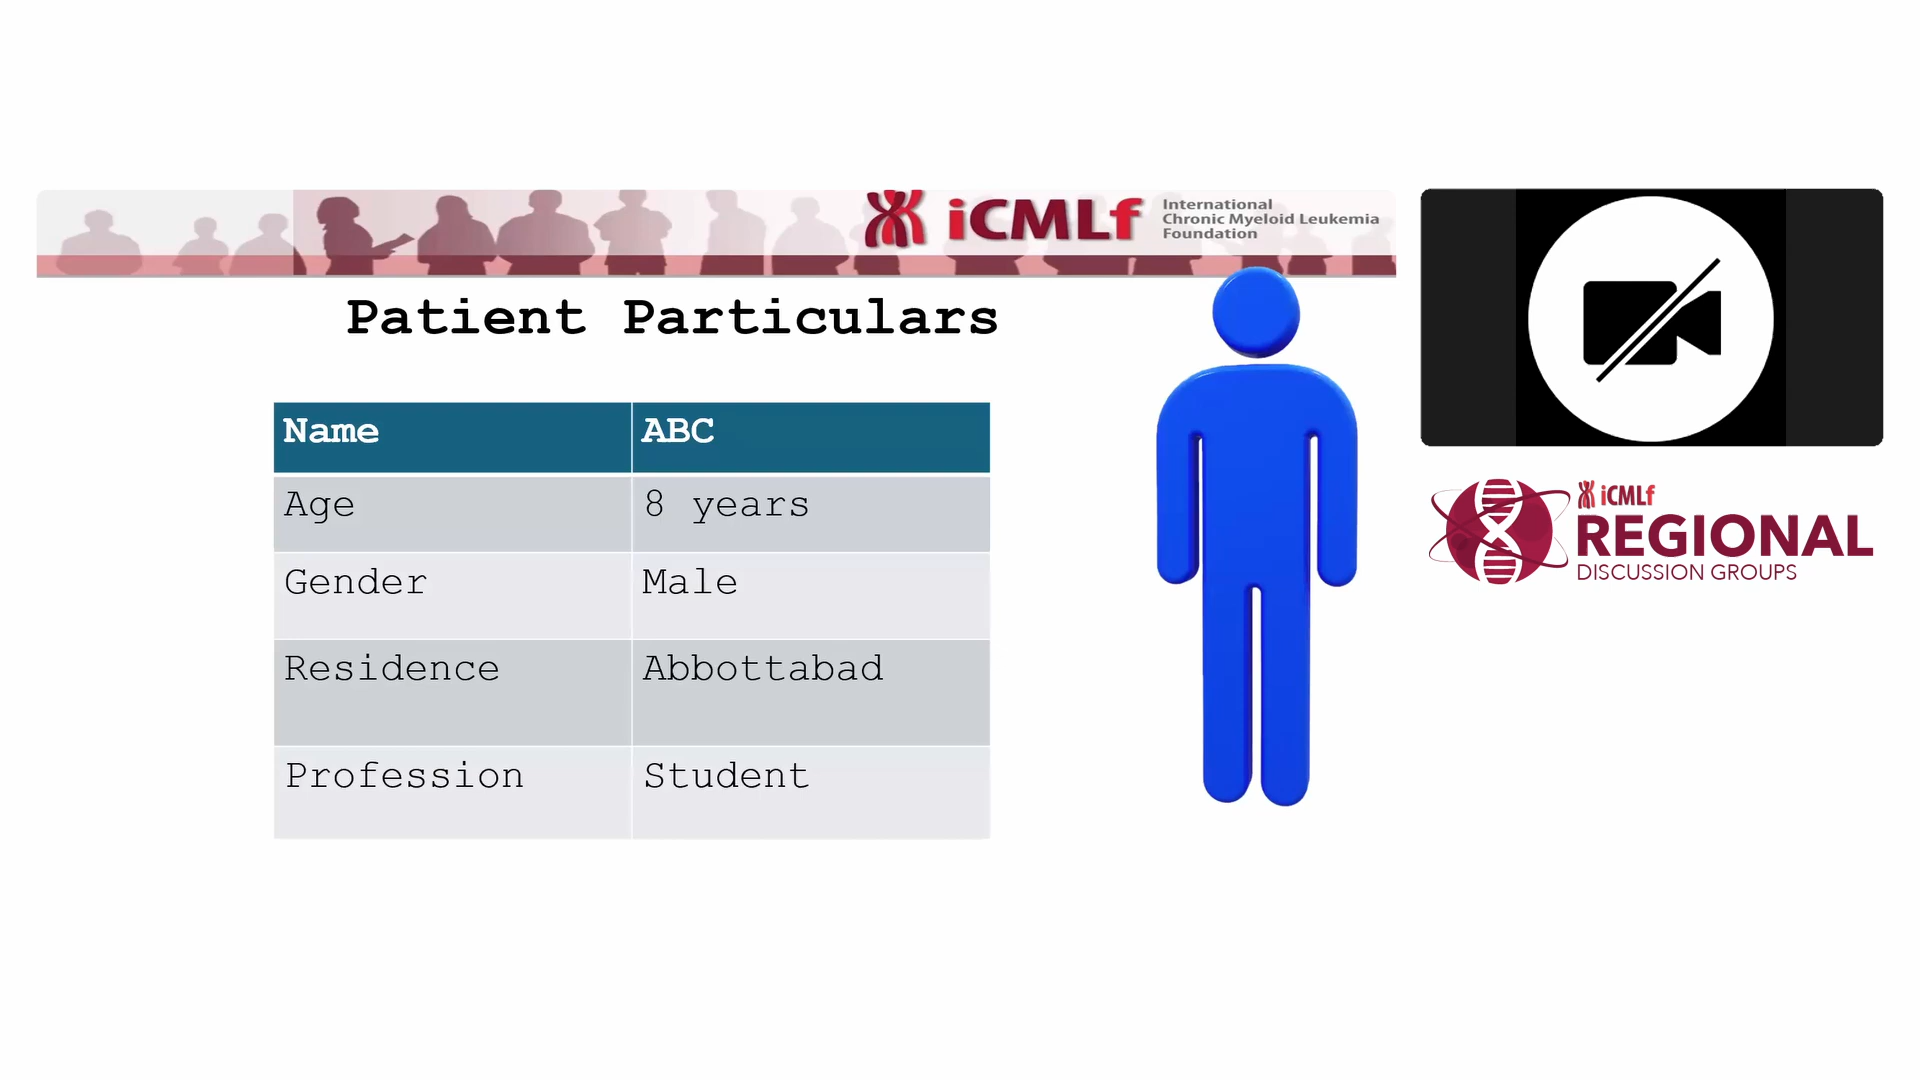 iCMLf
International
Chronic Myeloid Leukemia
Foundation
Patient Particulars
Name ABC
Age 8 years
Gender Male
Residence Abbottabad
Profession Student
iCMLf
REGIONAL
DISCUSSION GROUPS